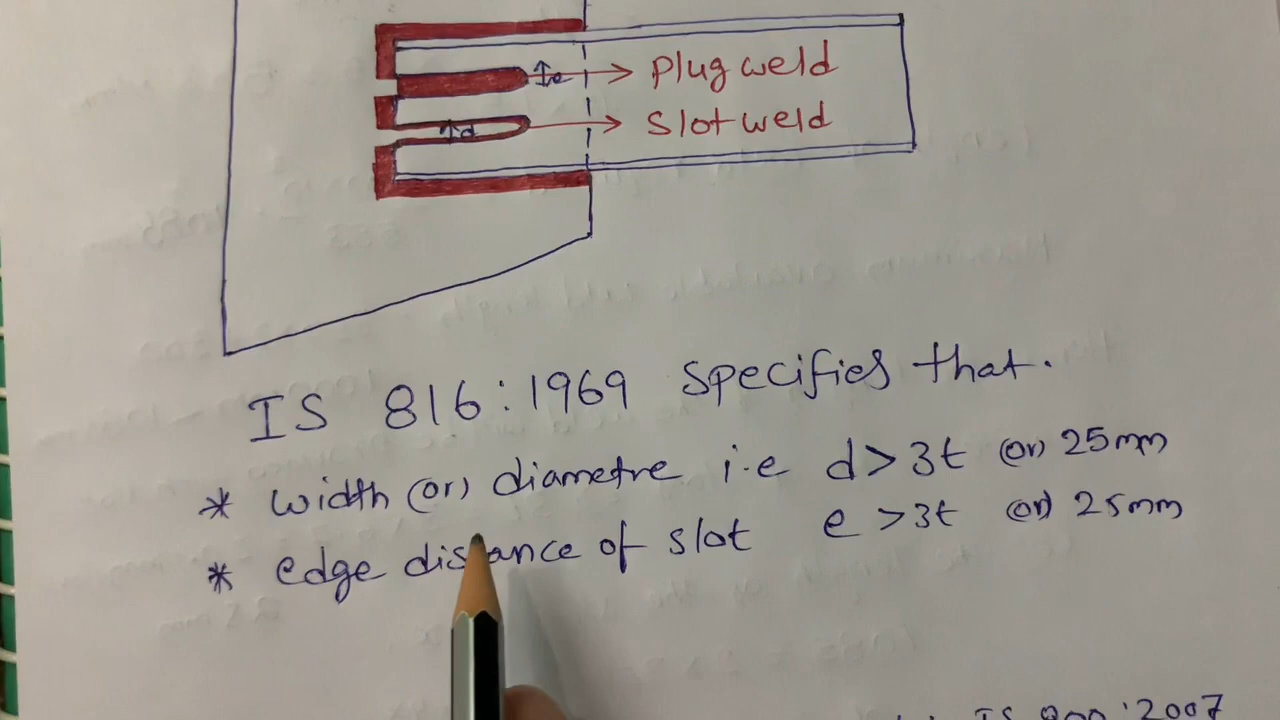 Plug weld
e
Slot weld
d
IS 816:1969 specifies that.
* width (or) diametre i.e d>3t (or) 25mm
* edge distance of slot e >3t (or) 25mm
:2007